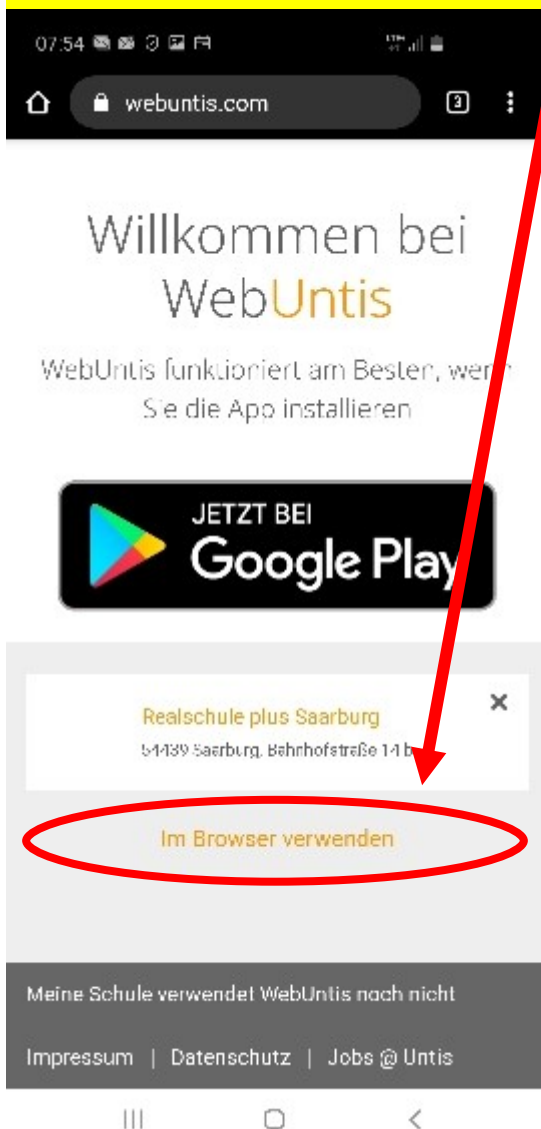 07:54
webuntis.com
3
Willkommen bei
WebUntis
WebUntis funktioniert am Besten, wenn
Sie die App installieren
JETZT BEI
Google Play
Realschule plus Saarburg
54439 Saarburg, Bahnhofstraße 14 b
Im Browser verwenden
Meine Schule verwendet WebUntis noch nicht
Impressum | Datenschutz | Jobs @ Untis